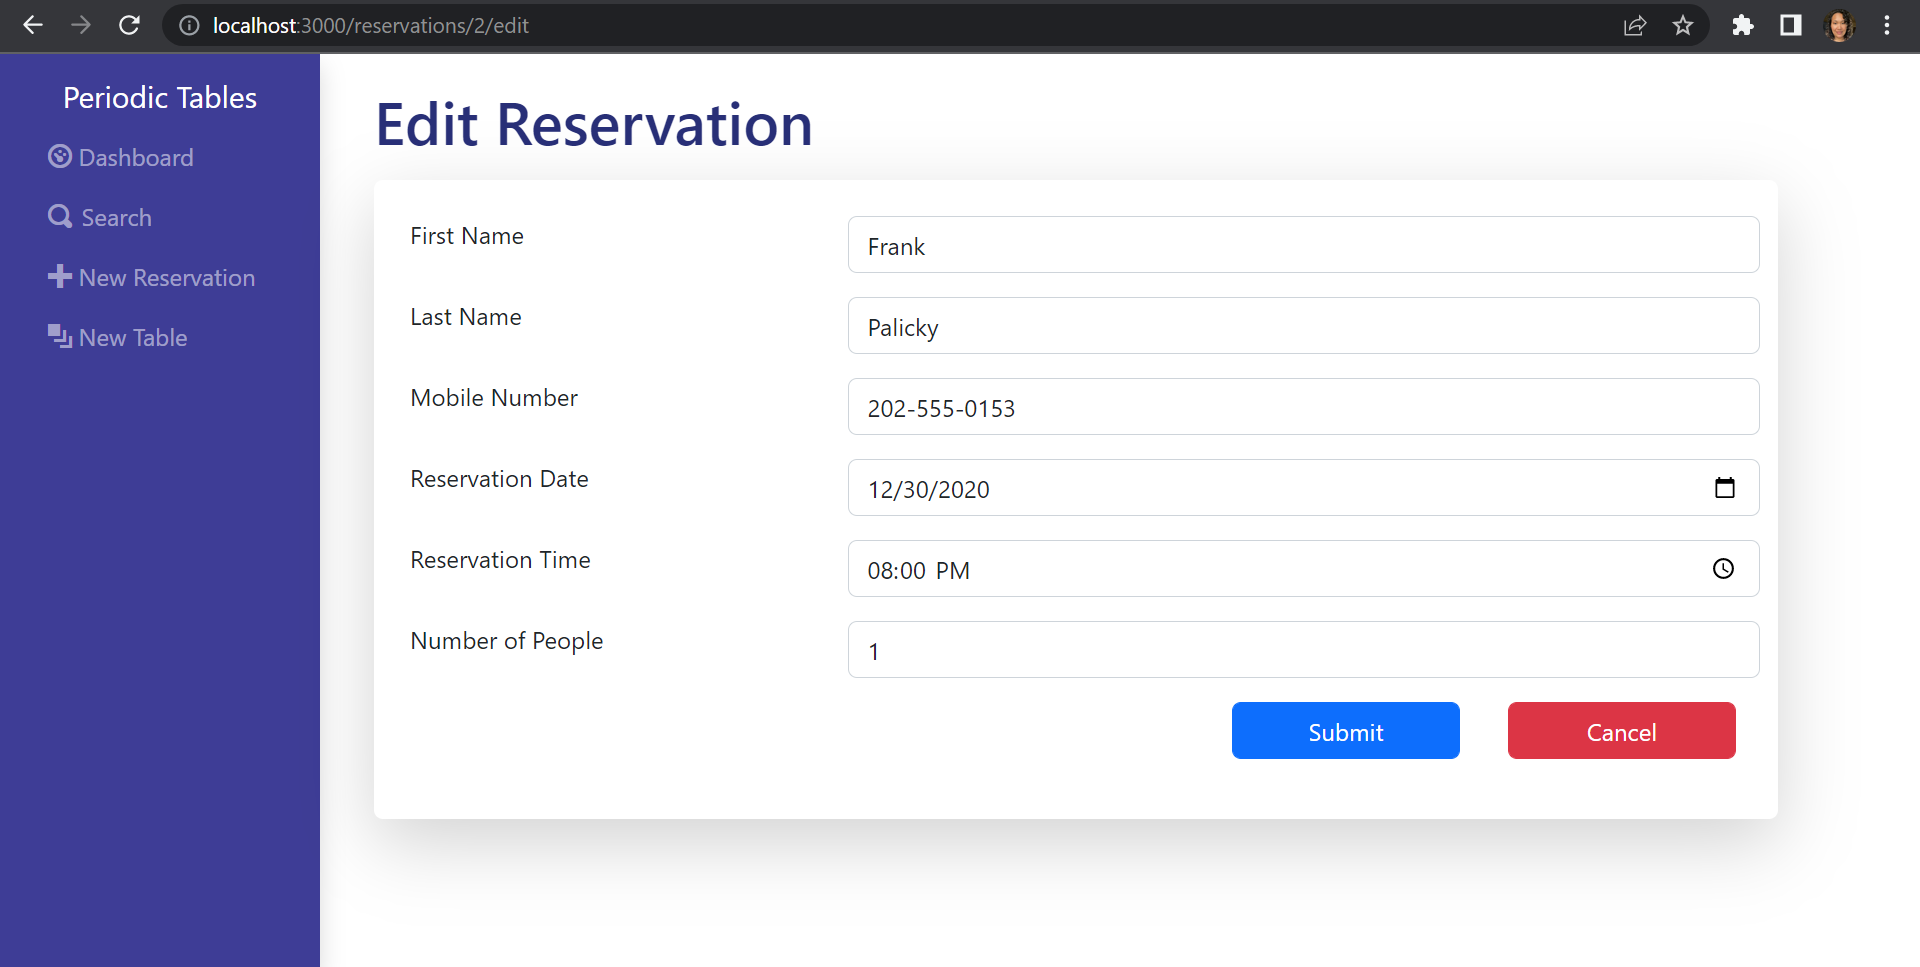 localhost:3000/reservations/2/edit
Periodic Tables
Dashboard
Search
New Reservation
New Table
Edit Reservation
First Name
Frank
Last Name
Palicky
Mobile Number
202-555-0153
Reservation Date
12/30/2020
Reservation Time
08:00 PM
Number of People
1
Submit
Cancel